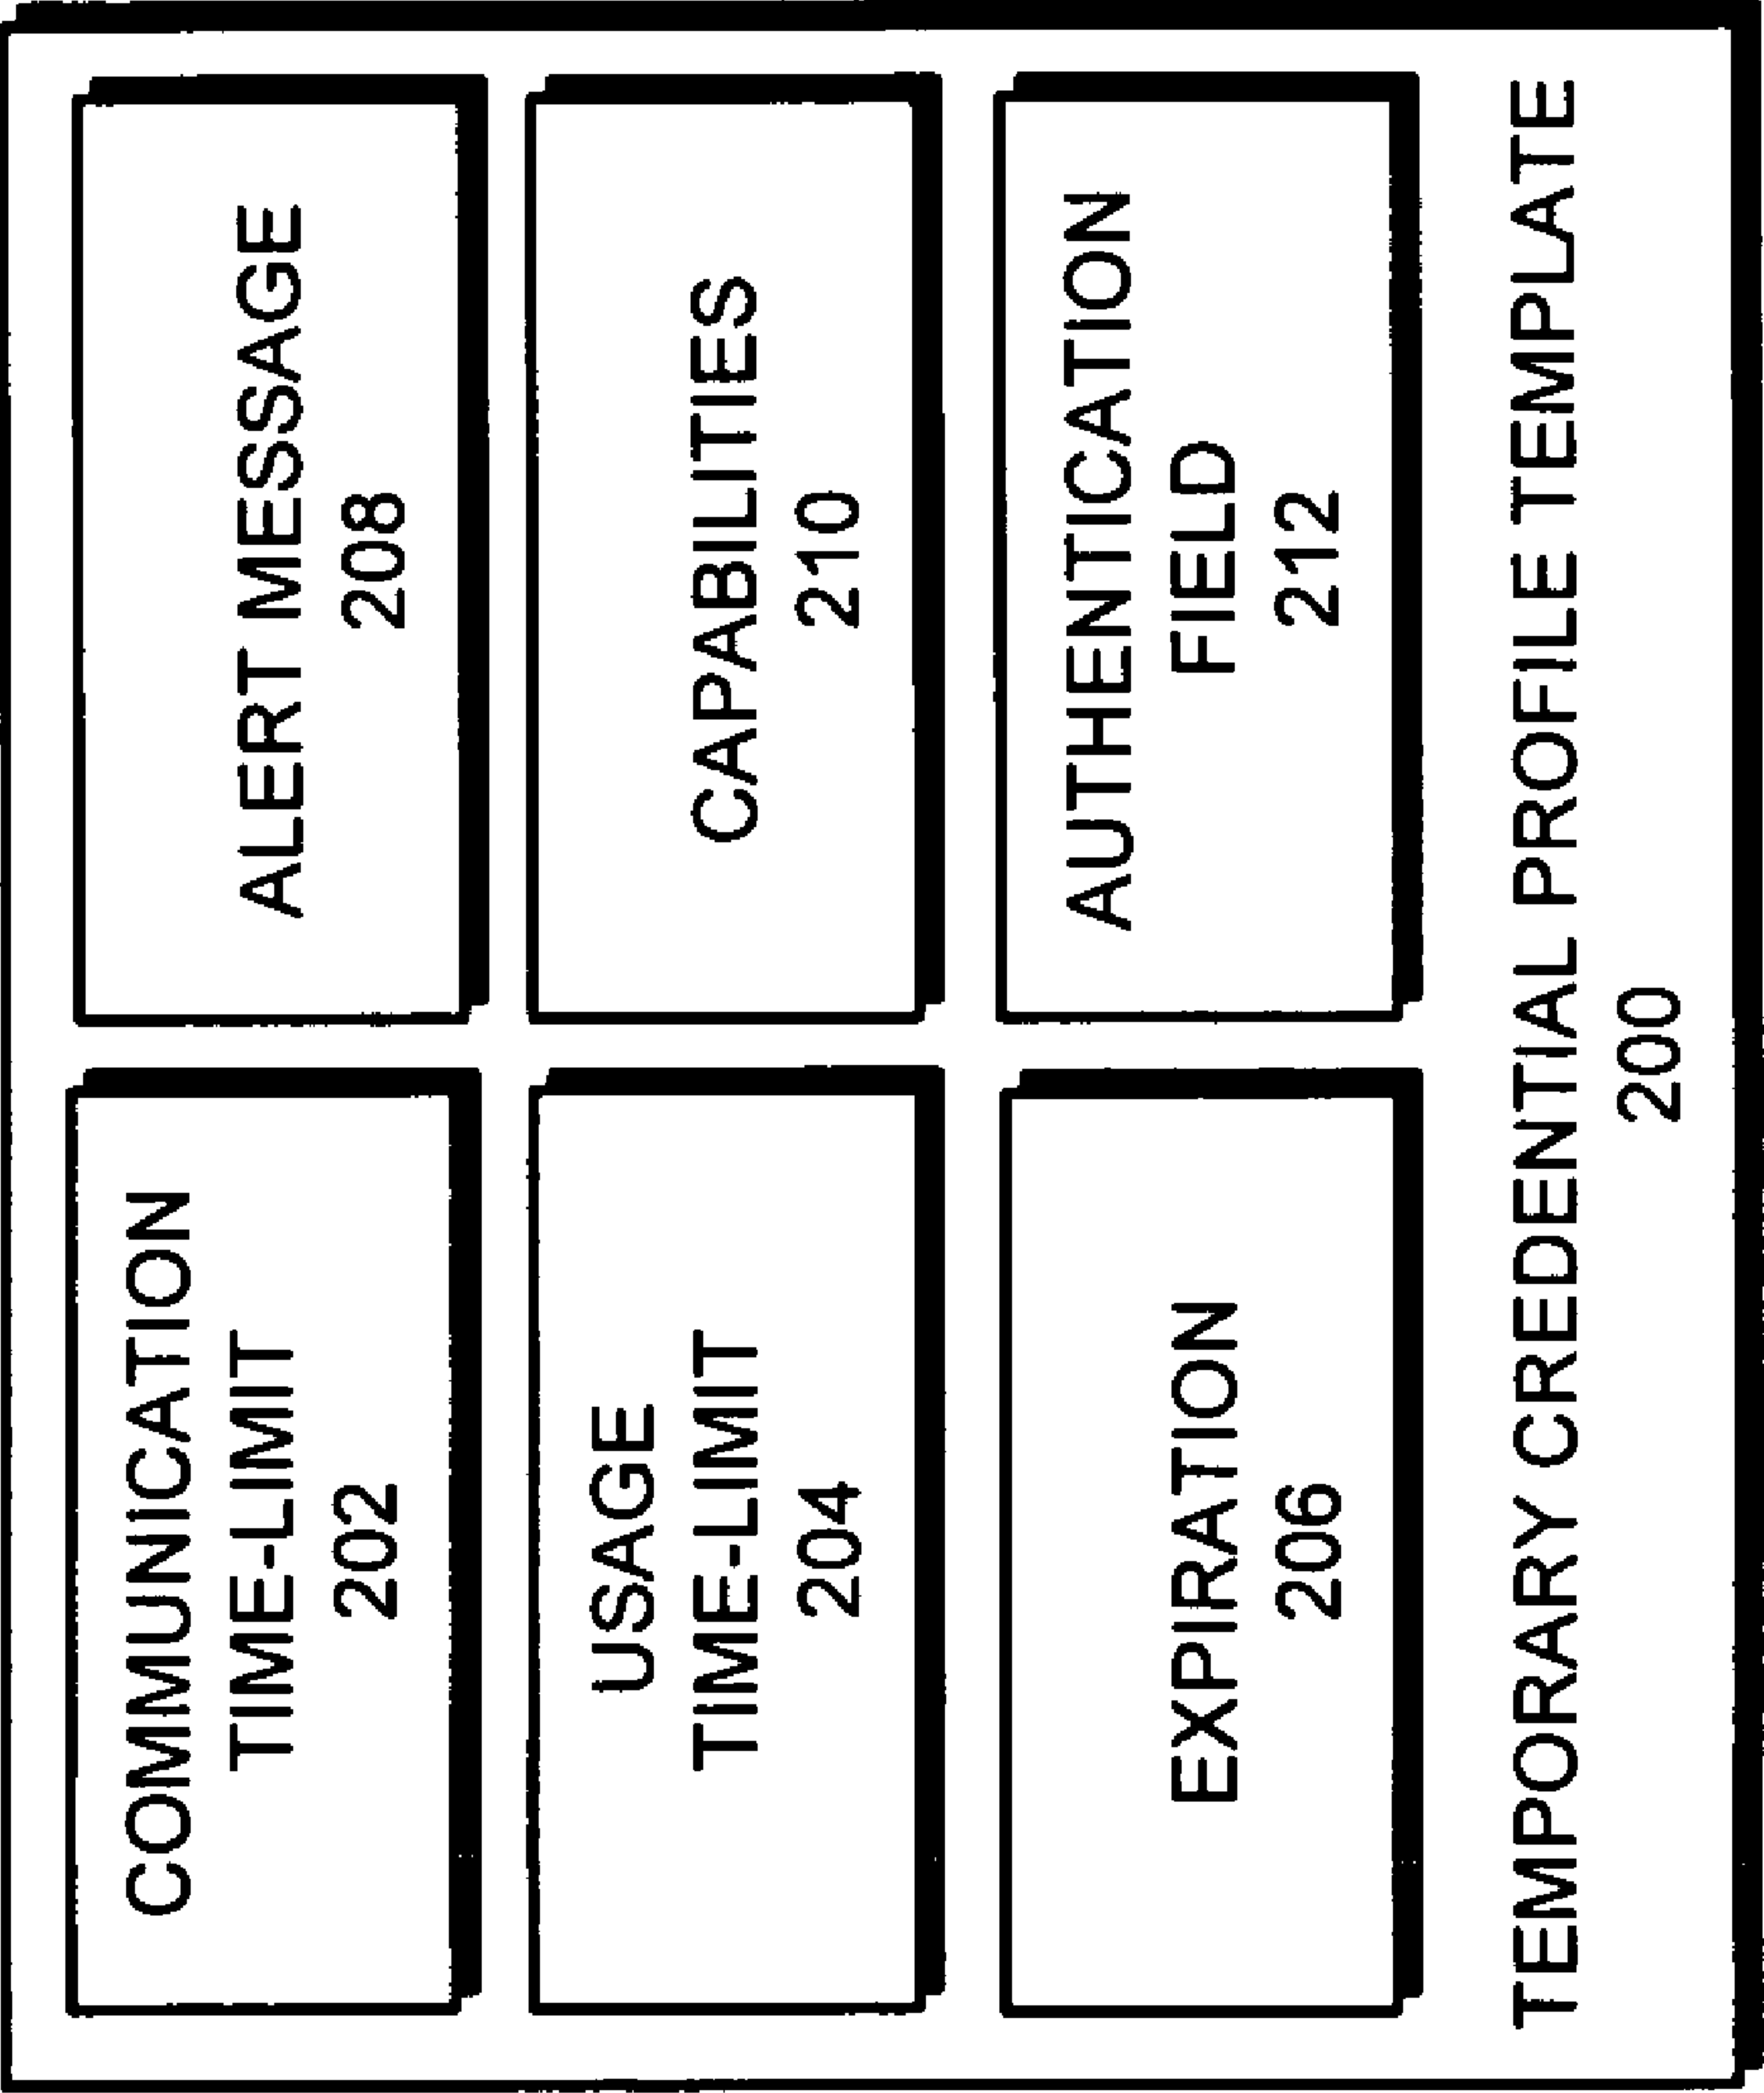 COMMUNICATION
TIME-LIMIT
202
ALERT MESSAGE
208
USAGE
TIME-LIMIT
204
CAPABILITIES
210
EXPIRATION
206
AUTHENTICATION
FIELD
212
TEMPORARY CREDENTIAL PROFILE TEMPLATE
200